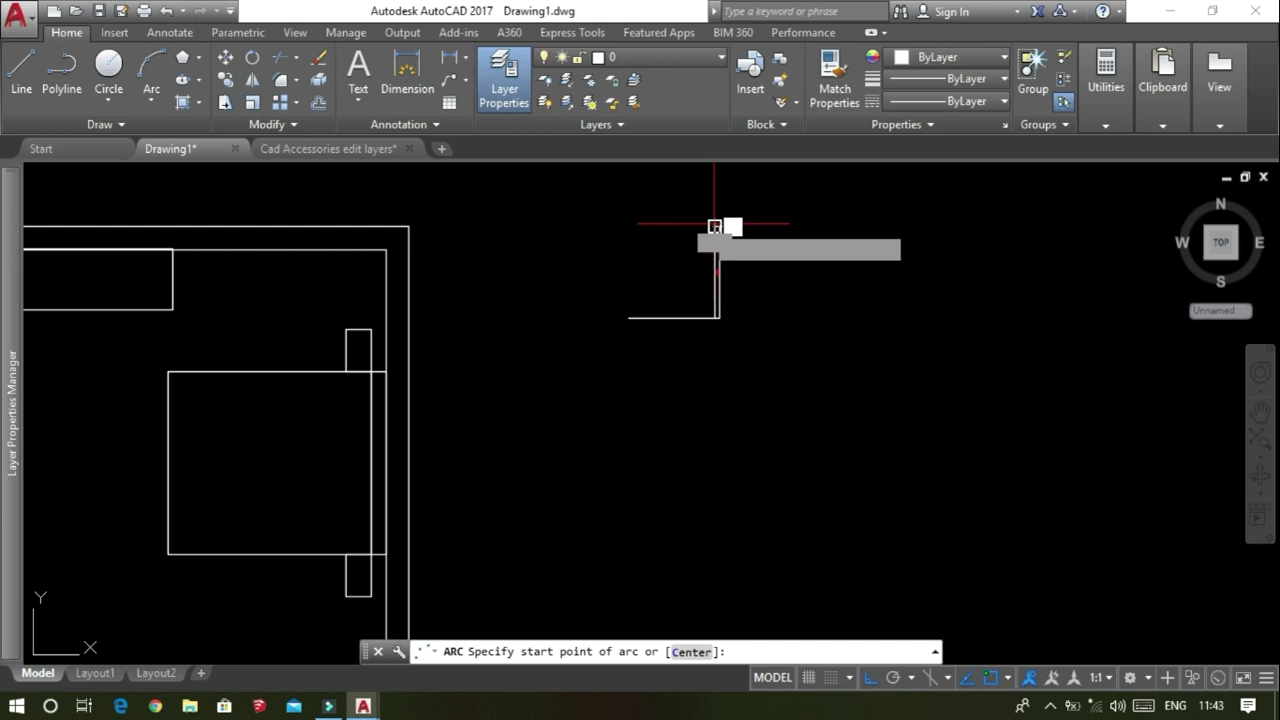 Autodesk AutoCAD 2017 Drawing1.dwg
Type a keyword or phrase
Sign In
Home Insert Annotate Parametric View Manage Output Add-ins A360 Express Tools Featured Apps BIM 360 Performance
Line Polyline Circle Arc
Draw
Modify
Text Dimension
Annotation
Layer Properties
0
Layers
Insert
Block
Match Properties
ByLayer
ByLayer
ByLayer
Properties
Group
Groups
Utilities
Clipboard
View
Start Drawing1* Cad Accessories edit layers*
N
W TOP E
S
Unnamed
Layer Properties Manager
Y
X
ARC Specify start point of arc or [Center]:
Model Layout1 Layout2
MODEL 1:1
ENG 11:43